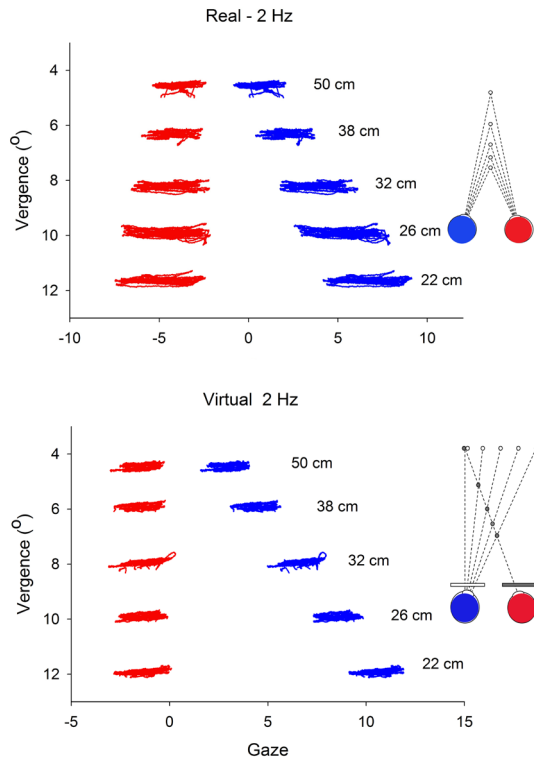 Real - 2 Hz
4
50 cm
6
38 cm
8
32 cm
Vergence (°)
10
26 cm
12
22 cm
-10 -5 0 5 10
Virtual 2 Hz
4
50 cm
6
38 cm
8
32 cm
Vergence (°)
10
26 cm
12
22 cm
-5 0 5 10 15
Gaze